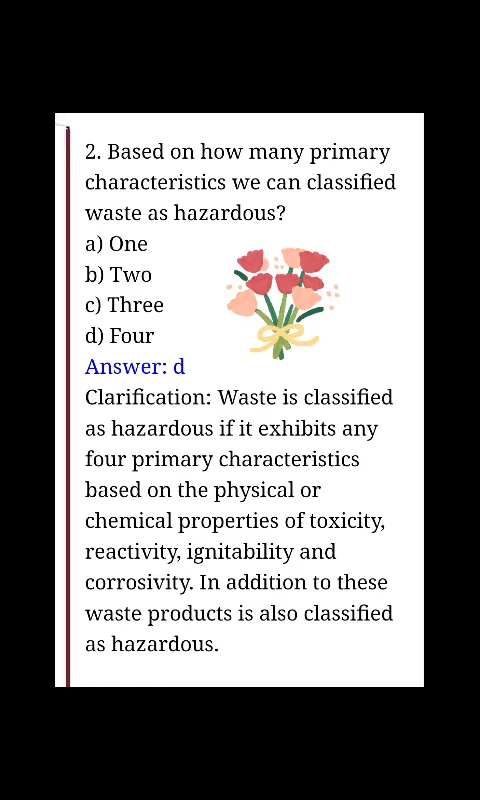 2. Based on how many primary
characteristics we can classified
waste as hazardous?
a) One
b) Two
c) Three
d) Four
Answer: d
Clarification: Waste is classified
as hazardous if it exhibits any
four primary characteristics
based on the physical or
chemical properties of toxicity,
reactivity, ignitability and
corrosivity. In addition to these
waste products is also classified
as hazardous.